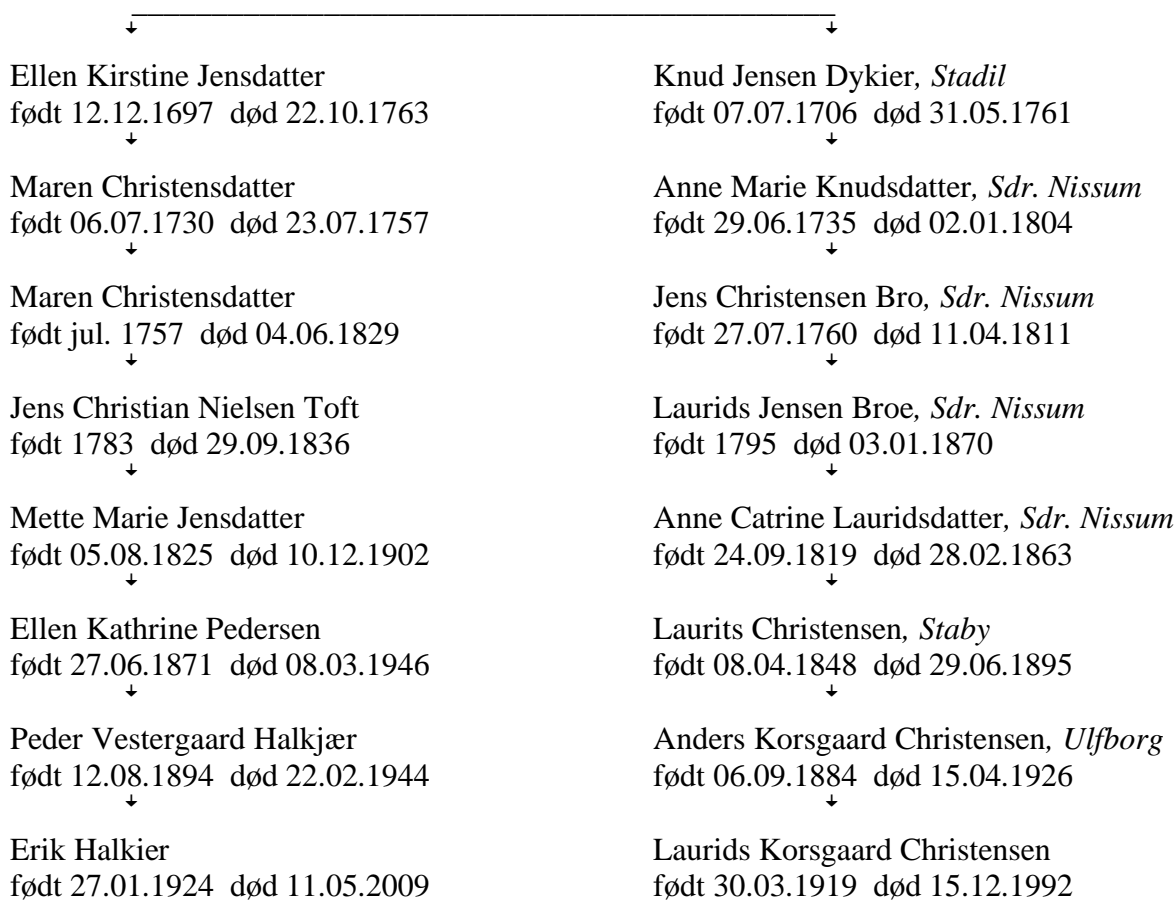 Ellen Kirstine Jensdatter
født 12.12.1697 død 22.10.1763
Maren Christensdatter
født 06.07.1730 død 23.07.1757
Maren Christensdatter
født jul. 1757 død 04.06.1829
Jens Christian Nielsen Toft
født 1783 død 29.09.1836
Mette Marie Jensdatter
født 05.08.1825 død 10.12.1902
Ellen Kathrine Pedersen
født 27.06.1871 død 08.03.1946
Peder Vestergaard Halkjær
født 12.08.1894 død 22.02.1944
Erik Halkier
født 27.01.1924 død 11.05.2009
Knud Jensen Dykier, Stadil
født 07.07.1706 død 31.05.1761
Anne Marie Knudsdatter, Sdr. Nissum
født 29.06.1735 død 02.01.1804
Jens Christensen Bro, Sdr. Nissum
født 27.07.1760 død 11.04.1811
Laurids Jensen Broe, Sdr. Nissum
født 1795 død 03.01.1870
Anne Catrine Lauridsdatter, Sdr. Nissum
født 24.09.1819 død 28.02.1863
Laurits Christensen, Staby
født 08.04.1848 død 29.06.1895
Anders Korsgaard Christensen, Ulfborg
født 06.09.1884 død 15.04.1926
Laurids Korsgaard Christensen
født 30.03.1919 død 15.12.1992